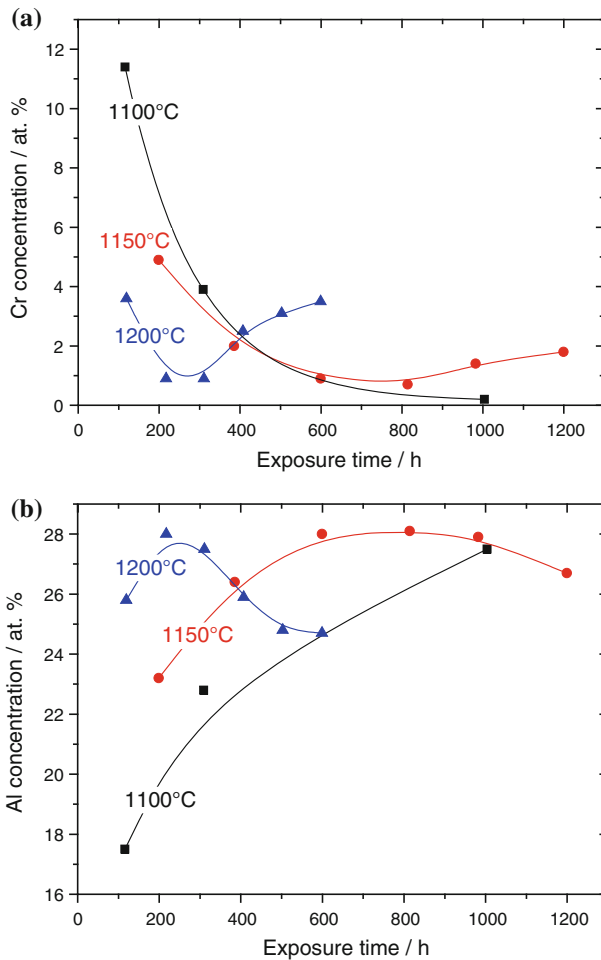 (a)
12
10
8
6
4
2
0
Cr concentration / at. %
1100°C
1150°C
1200°C
0 200 400 600 800 1000 1200
Exposure time / h
(b)
28
26
24
22
20
18
16
Al concentration / at. %
1200°C
1150°C
1100°C
0 200 400 600 800 1000 1200
Exposure time / h